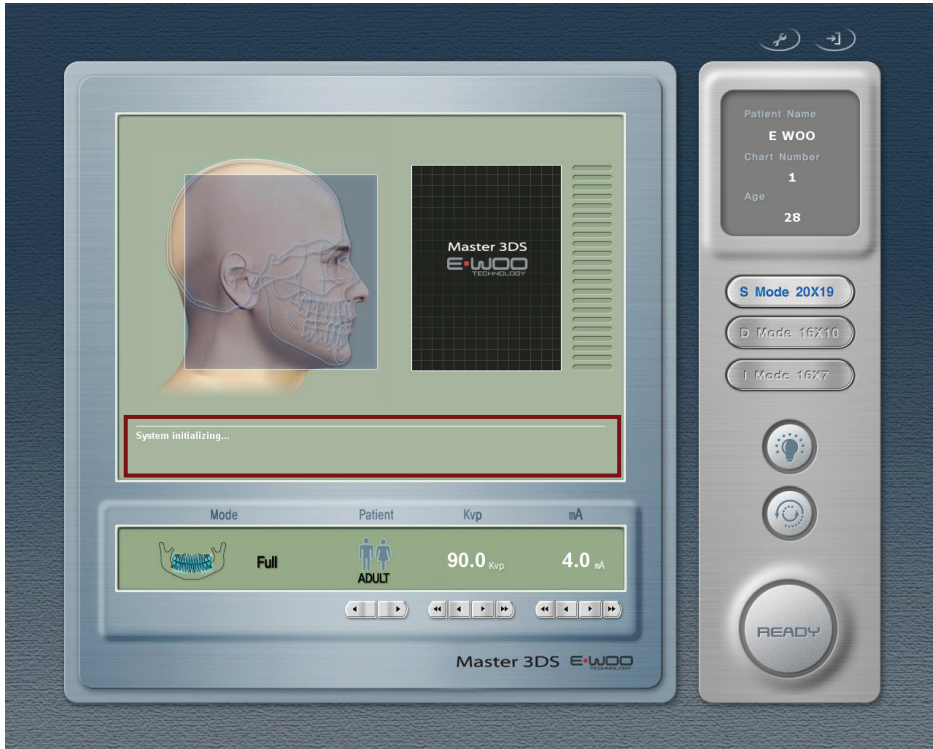 Patient Name
E WOO
Chart Number
1
Age
28
Master 3DS
E·WOO
TECHNOLOGY
S Mode 20X19
D Mode 16X10
I Mode 16X7
System initializing...
Mode Patient Kvp mA
Full ADULT 90.0 Kvp 4.0 mA
READY
Master 3DS E·WOO
TECHNOLOGY